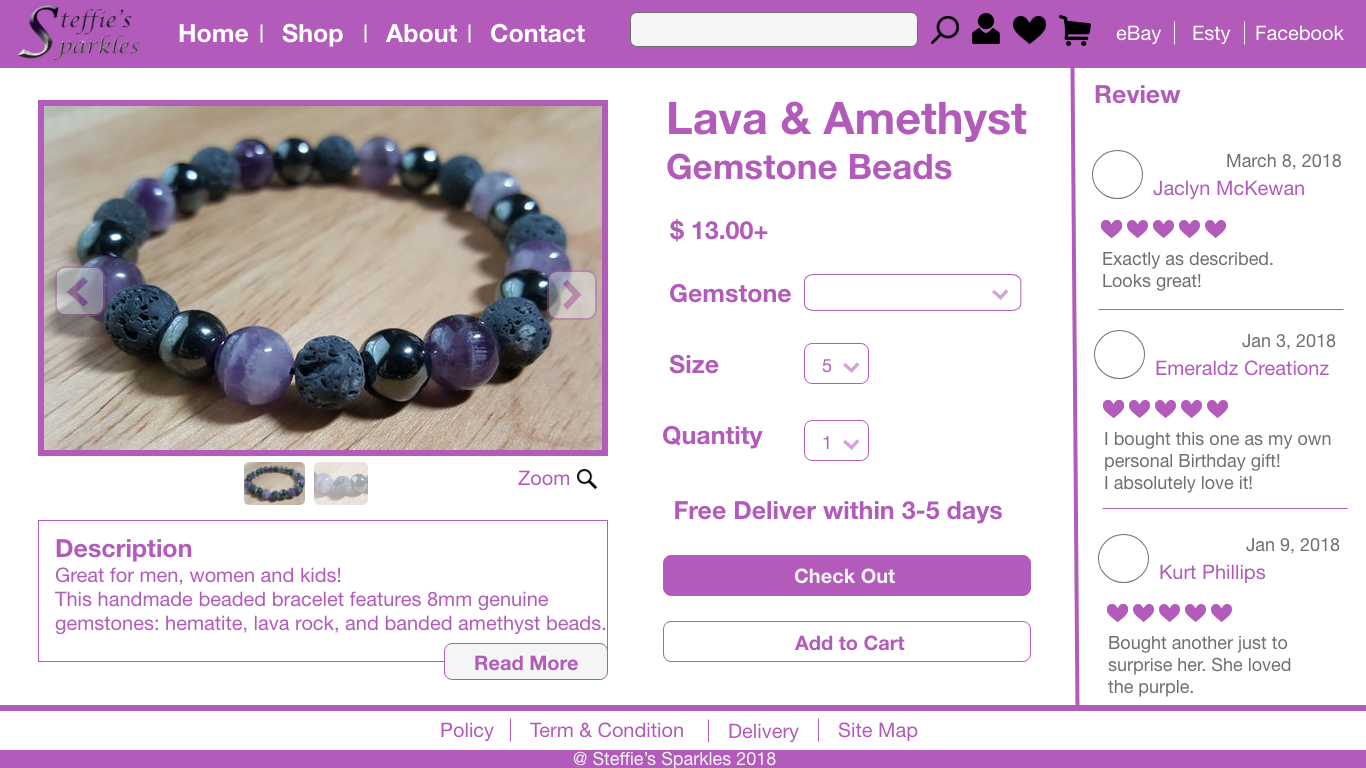 Steffie's
Sparkles
Home | Shop | About | Contact
eBay | Esty | Facebook
Lava & Amethyst
Gemstone Beads
$ 13.00+
Gemstone
Size 5
Quantity 1
Free Deliver within 3-5 days
Check Out
Add to Cart
Zoom
Description
Great for men, women and kids!
This handmade beaded bracelet features 8mm genuine
gemstones: hematite, lava rock, and banded amethyst beads.
Read More
Review
March 8, 2018
Jaclyn McKewan
Exactly as described.
Looks great!
Jan 3, 2018
Emeraldz Creationz
I bought this one as my own
personal Birthday gift!
I absolutely love it!
Jan 9, 2018
Kurt Phillips
Bought another just to
surprise her. She loved
the purple.
Policy | Term & Condition | Delivery | Site Map
@ Steffie's Sparkles 2018